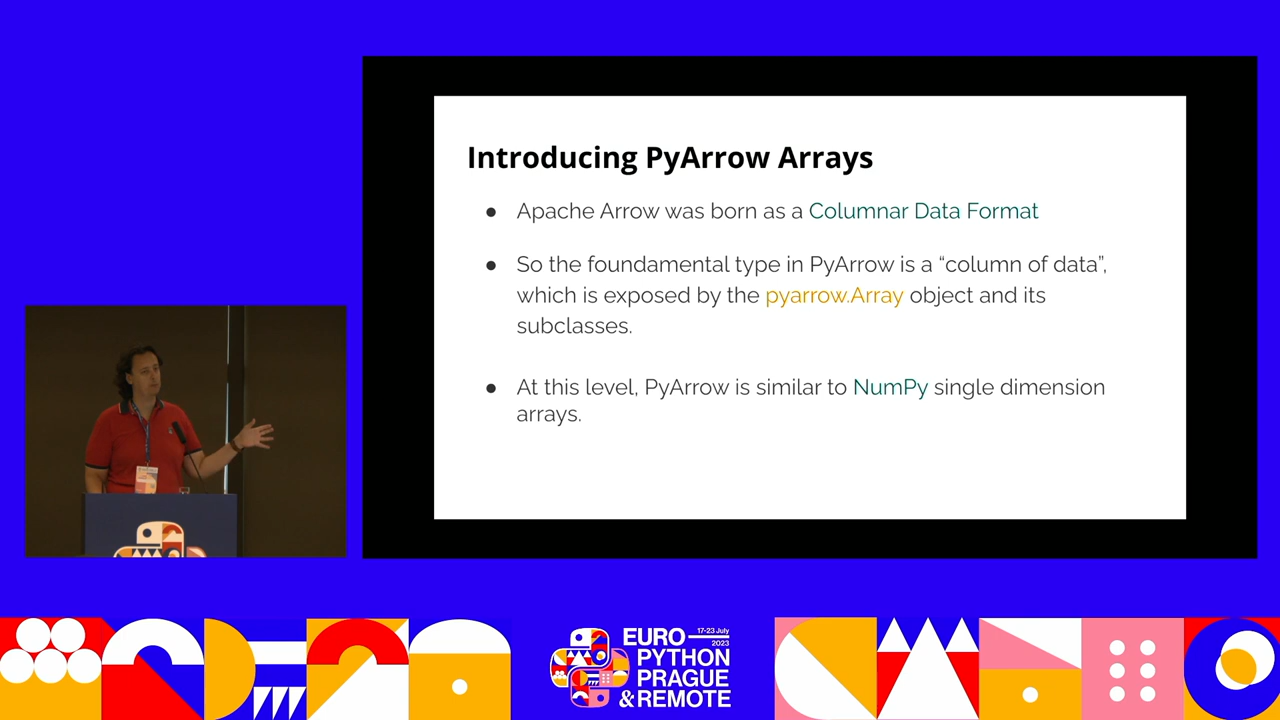 Introducing PyArrow Arrays
● Apache Arrow was born as a Columnar Data Format
● So the foundamental type in PyArrow is a “column of data”,
which is exposed by the pyarrow.Array object and its
subclasses.
● At this level, PyArrow is similar to NumPy single dimension
arrays.
EURO 17-23 July 2023
PYTHON
PRAGUE
& REMOTE